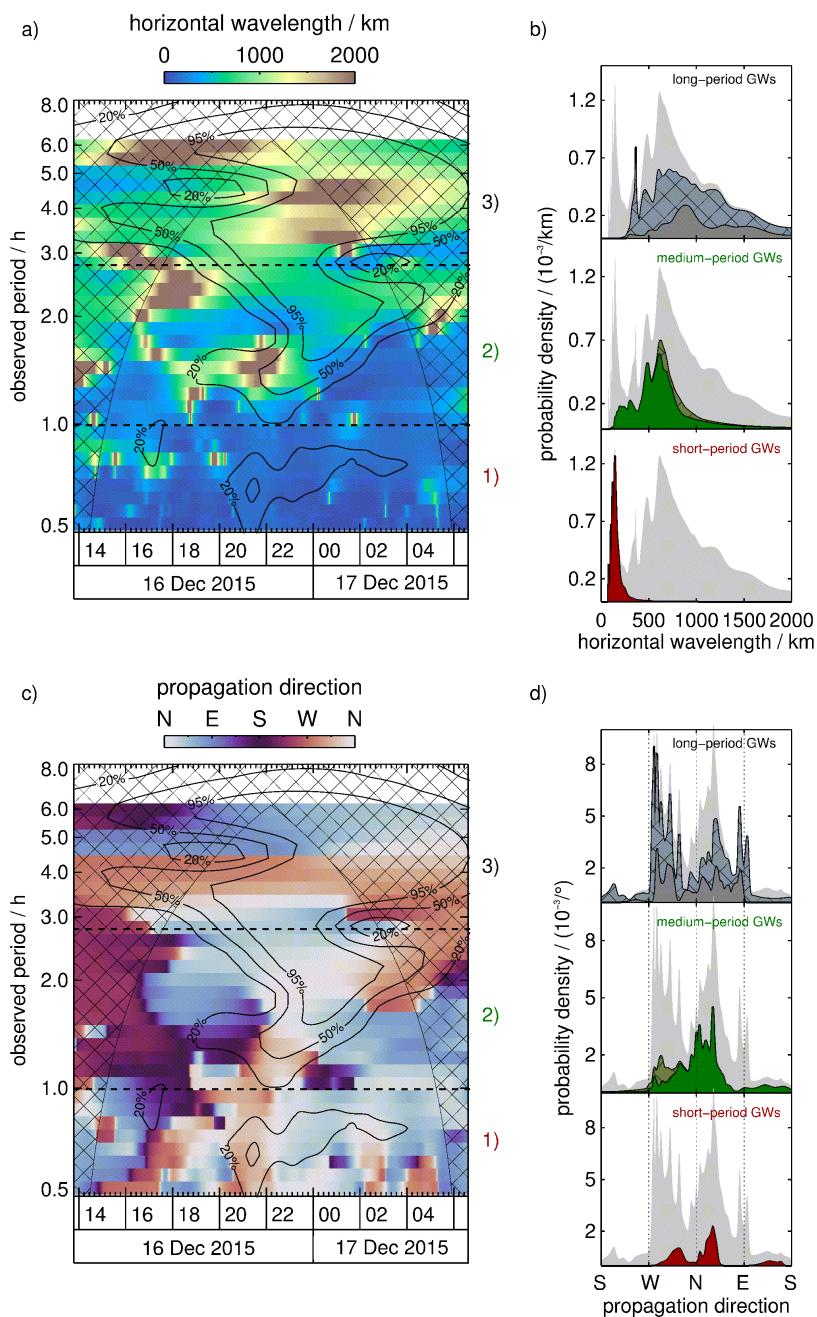 a)
horizontal wavelength / km
0 1000 2000
observed period / h
8.0
6.0
5.0
4.0
3.0
2.0
1.0
0.5
20%
95%
50%
20%
50%
95%
50%
20%
20%
95%
50%
20%
20%
20%
3)
2)
1)
14 16 18 20 22 00 02 04
16 Dec 2015 17 Dec 2015
b)
probability density / (10⁻³/km)
long−period GWs
1.2
0.7
0.2
medium−period GWs
1.2
0.7
0.2
short−period GWs
1.2
0.7
0.2
0 500 1000 1500 2000
horizontal wavelength / km
c)
propagation direction
N E S W N
observed period / h
8.0
6.0
5.0
4.0
3.0
2.0
1.0
0.5
20%
95%
50%
20%
50%
95%
50%
20%
20%
95%
50%
20%
20%
20%
3)
2)
1)
14 16 18 20 22 00 02 04
16 Dec 2015 17 Dec 2015
d)
probability density / (10⁻³/°)
long−period GWs
8
5
2
medium−period GWs
8
5
2
short−period GWs
8
5
2
S W N E S
propagation direction